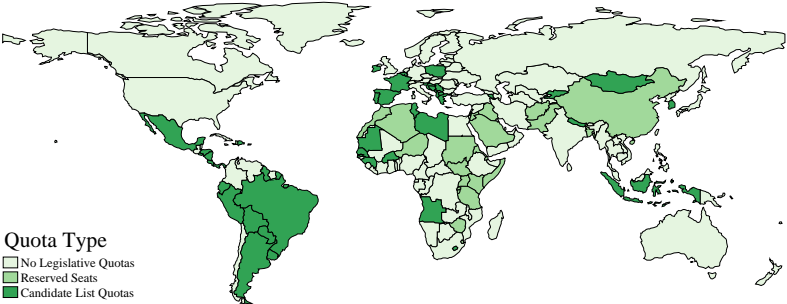 Quota Type
No Legislative Quotas
Reserved Seats
Candidate List Quotas